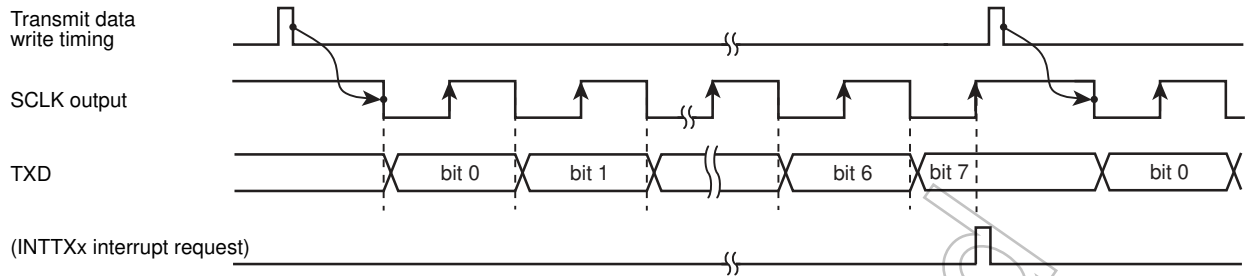 Transmit data
write timing
SCLK output
TXD
bit 0
bit 1
bit 6
bit 7
bit 0
(INTTXx interrupt request)